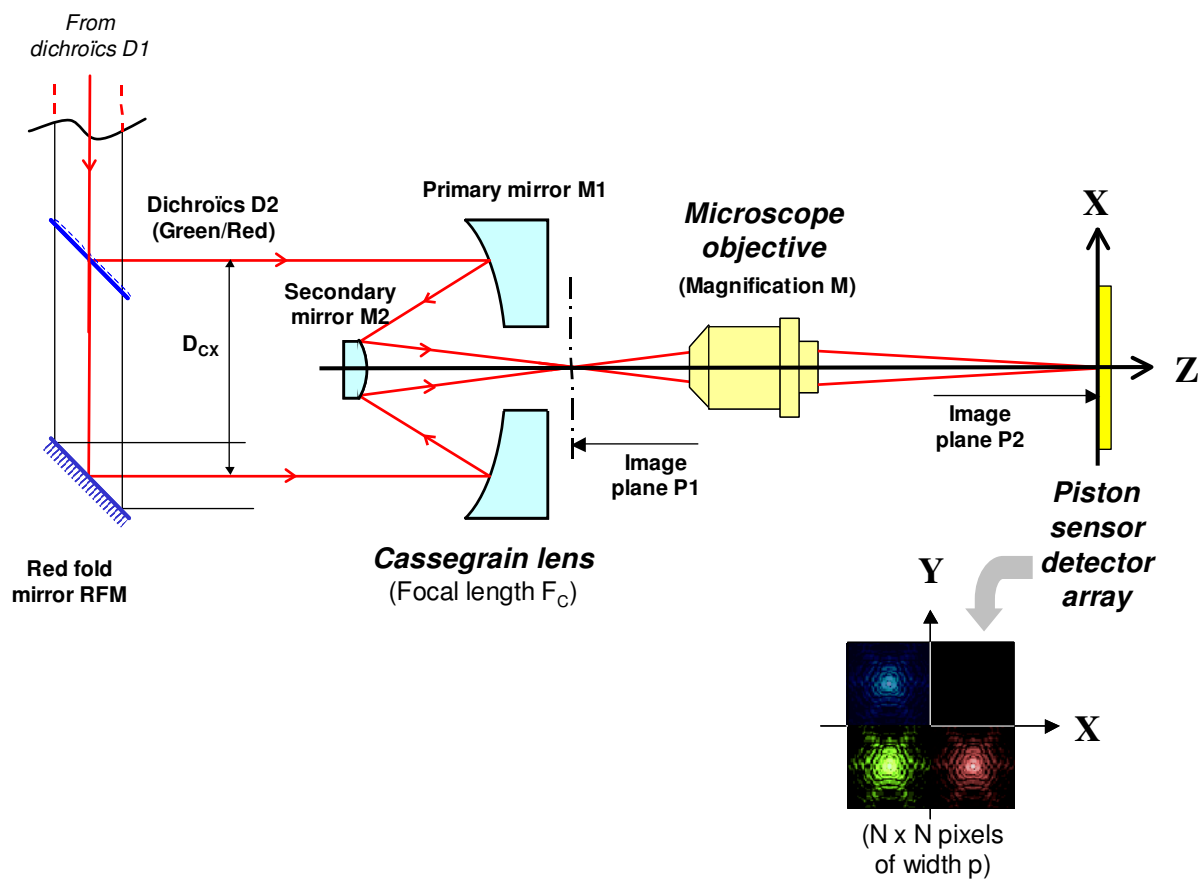 From
dichroïcs D1
Dichroïcs D2
(Green/Red)
Primary mirror M1
Microscope
objective
(Magnification M)
X
Secondary
mirror M2
D_CX
Z
Image
plane P1
Image
plane P2
Red fold
mirror RFM
Cassegrain lens
(Focal length F_C)
Piston
sensor
detector
array
Y
X
(N x N pixels
of width p)